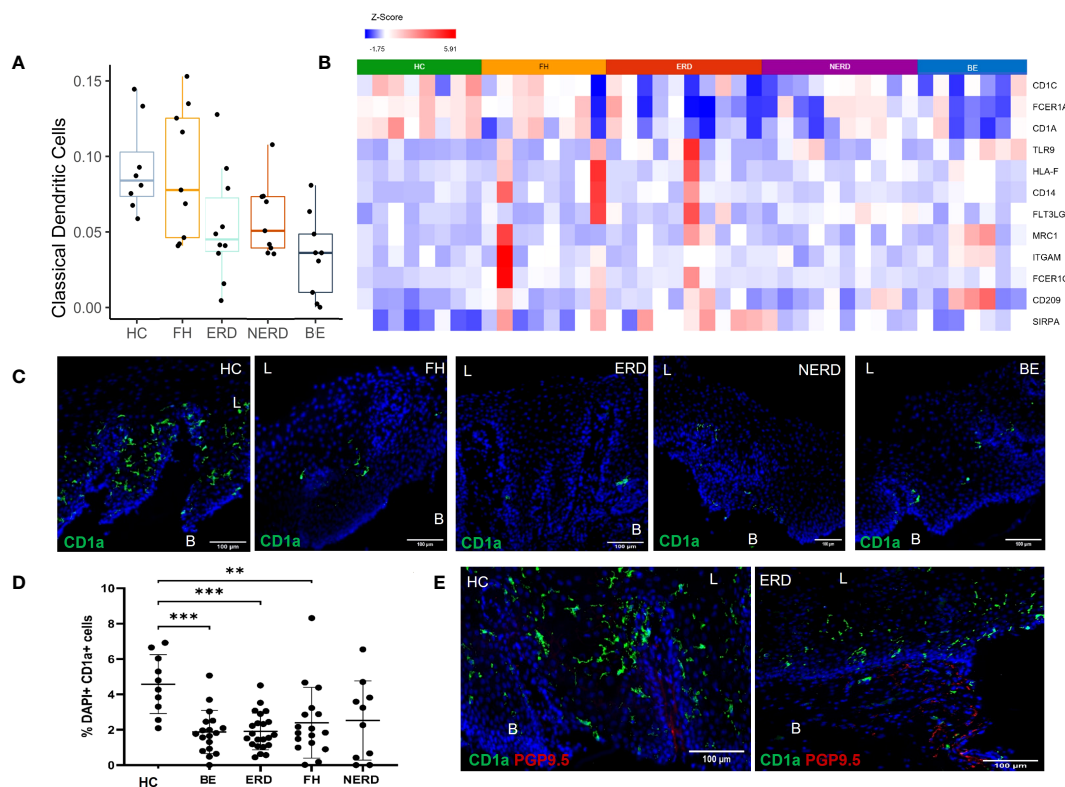 A
Classical Dendritic Cells
0.15
0.10
0.05
0.00
HC FH ERD NERD BE
Z-Score
-1.75 5.91
B
HC FH ERD NERD BE
CD1C
FCER1A
CD1A
TLR9
HLA-F
CD14
FLT3LG
MRC1
ITGAM
CD209
SIRPA
C
HC L B CD1a 100 µm
L FH B CD1a 100 µm
L ERD B CD1a 100 µm
L NERD B CD1a 100 µm
L BE B CD1a 100 µm
D
% DAPI+ CD1a+ cells
10
8
6
4
2
0
**
***
***
HC BE ERD FH NERD
E
HC L B CD1a PGP9.5 100 µm
ERD L B CD1a PGP9.5 100 µm